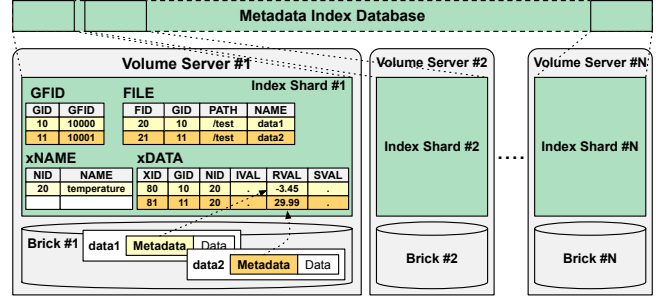 Metadata Index Database
Volume Server #1
Index Shard #1
GFID
GID GFID
10 10000
11 10001
FILE
FID GID PATH NAME
20 10 /test data1
21 11 /test data2
xNAME
NID NAME
20 temperature
xDATA
XID GID NID IVAL RVAL SVAL
80 10 20 . -3.45 .
81 11 20 . 29.99 .
Brick #1
data1 Metadata Data
data2 Metadata Data
Volume Server #2
Index Shard #2
Brick #2
....
Volume Server #N
Index Shard #N
Brick #N